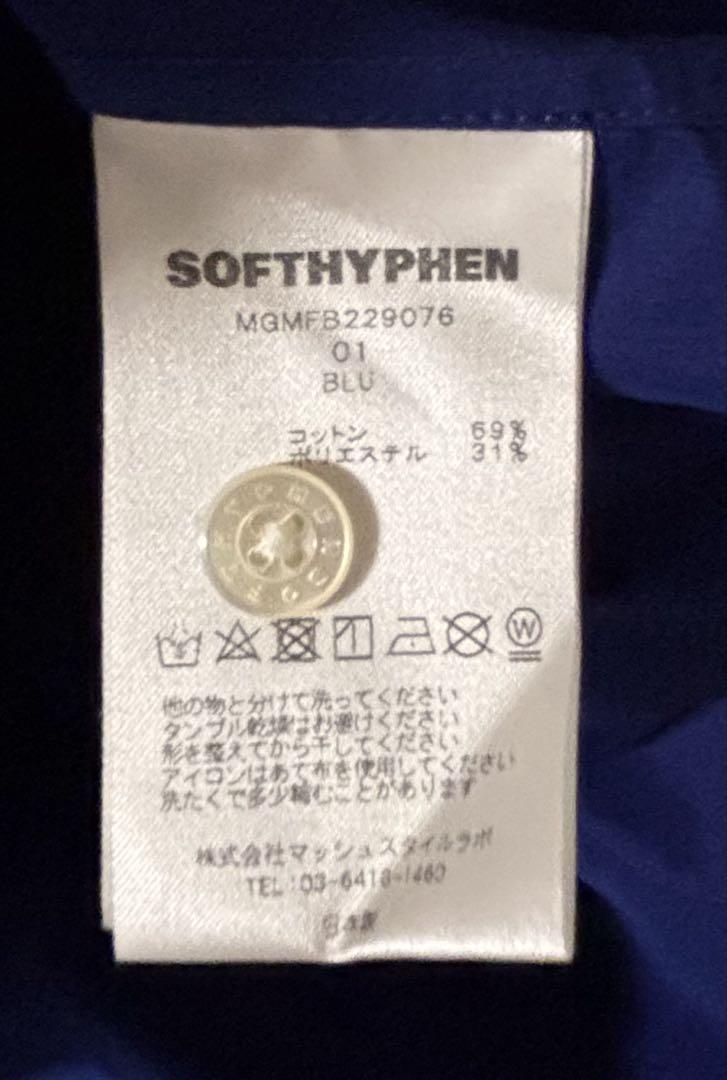 SOFTHYPHEN
MGMFB229076
01
BLU
コットン 69%
ポリエステル 31%
W
他の物と分けて洗ってください
タンブル乾燥はお避けください
形を整えてから干してください
アイロンはあて布を使用してください
洗たくで多少縮むことがあります
株式会社マッシュスタイルラボ
TEL:03-6418-1460
日本製